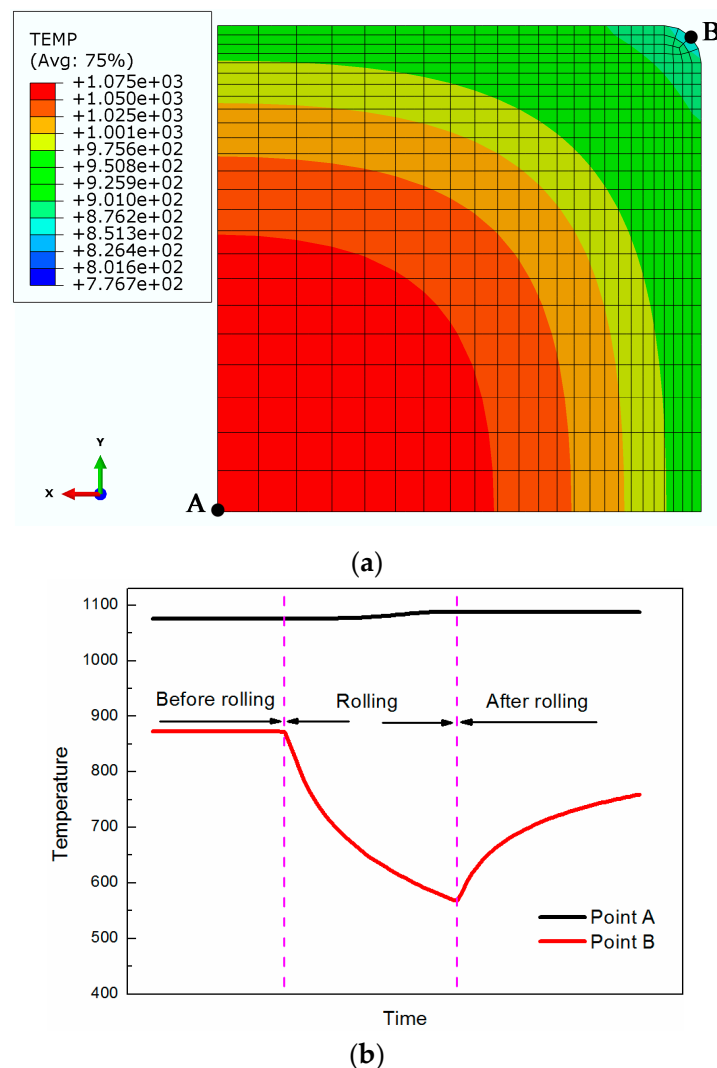 TEMP
(Avg: 75%)
+1.075e+03
+1.050e+03
+1.025e+03
+1.001e+03
+9.756e+02
+9.508e+02
+9.259e+02
+9.010e+02
+8.762e+02
+8.513e+02
+8.264e+02
+8.016e+02
+7.767e+02
B
Y
X
A
(a)
1100
1000
900
800
700
600
500
400
Temperature
Before rolling
Rolling
After rolling
Point A
Point B
Time
(b)